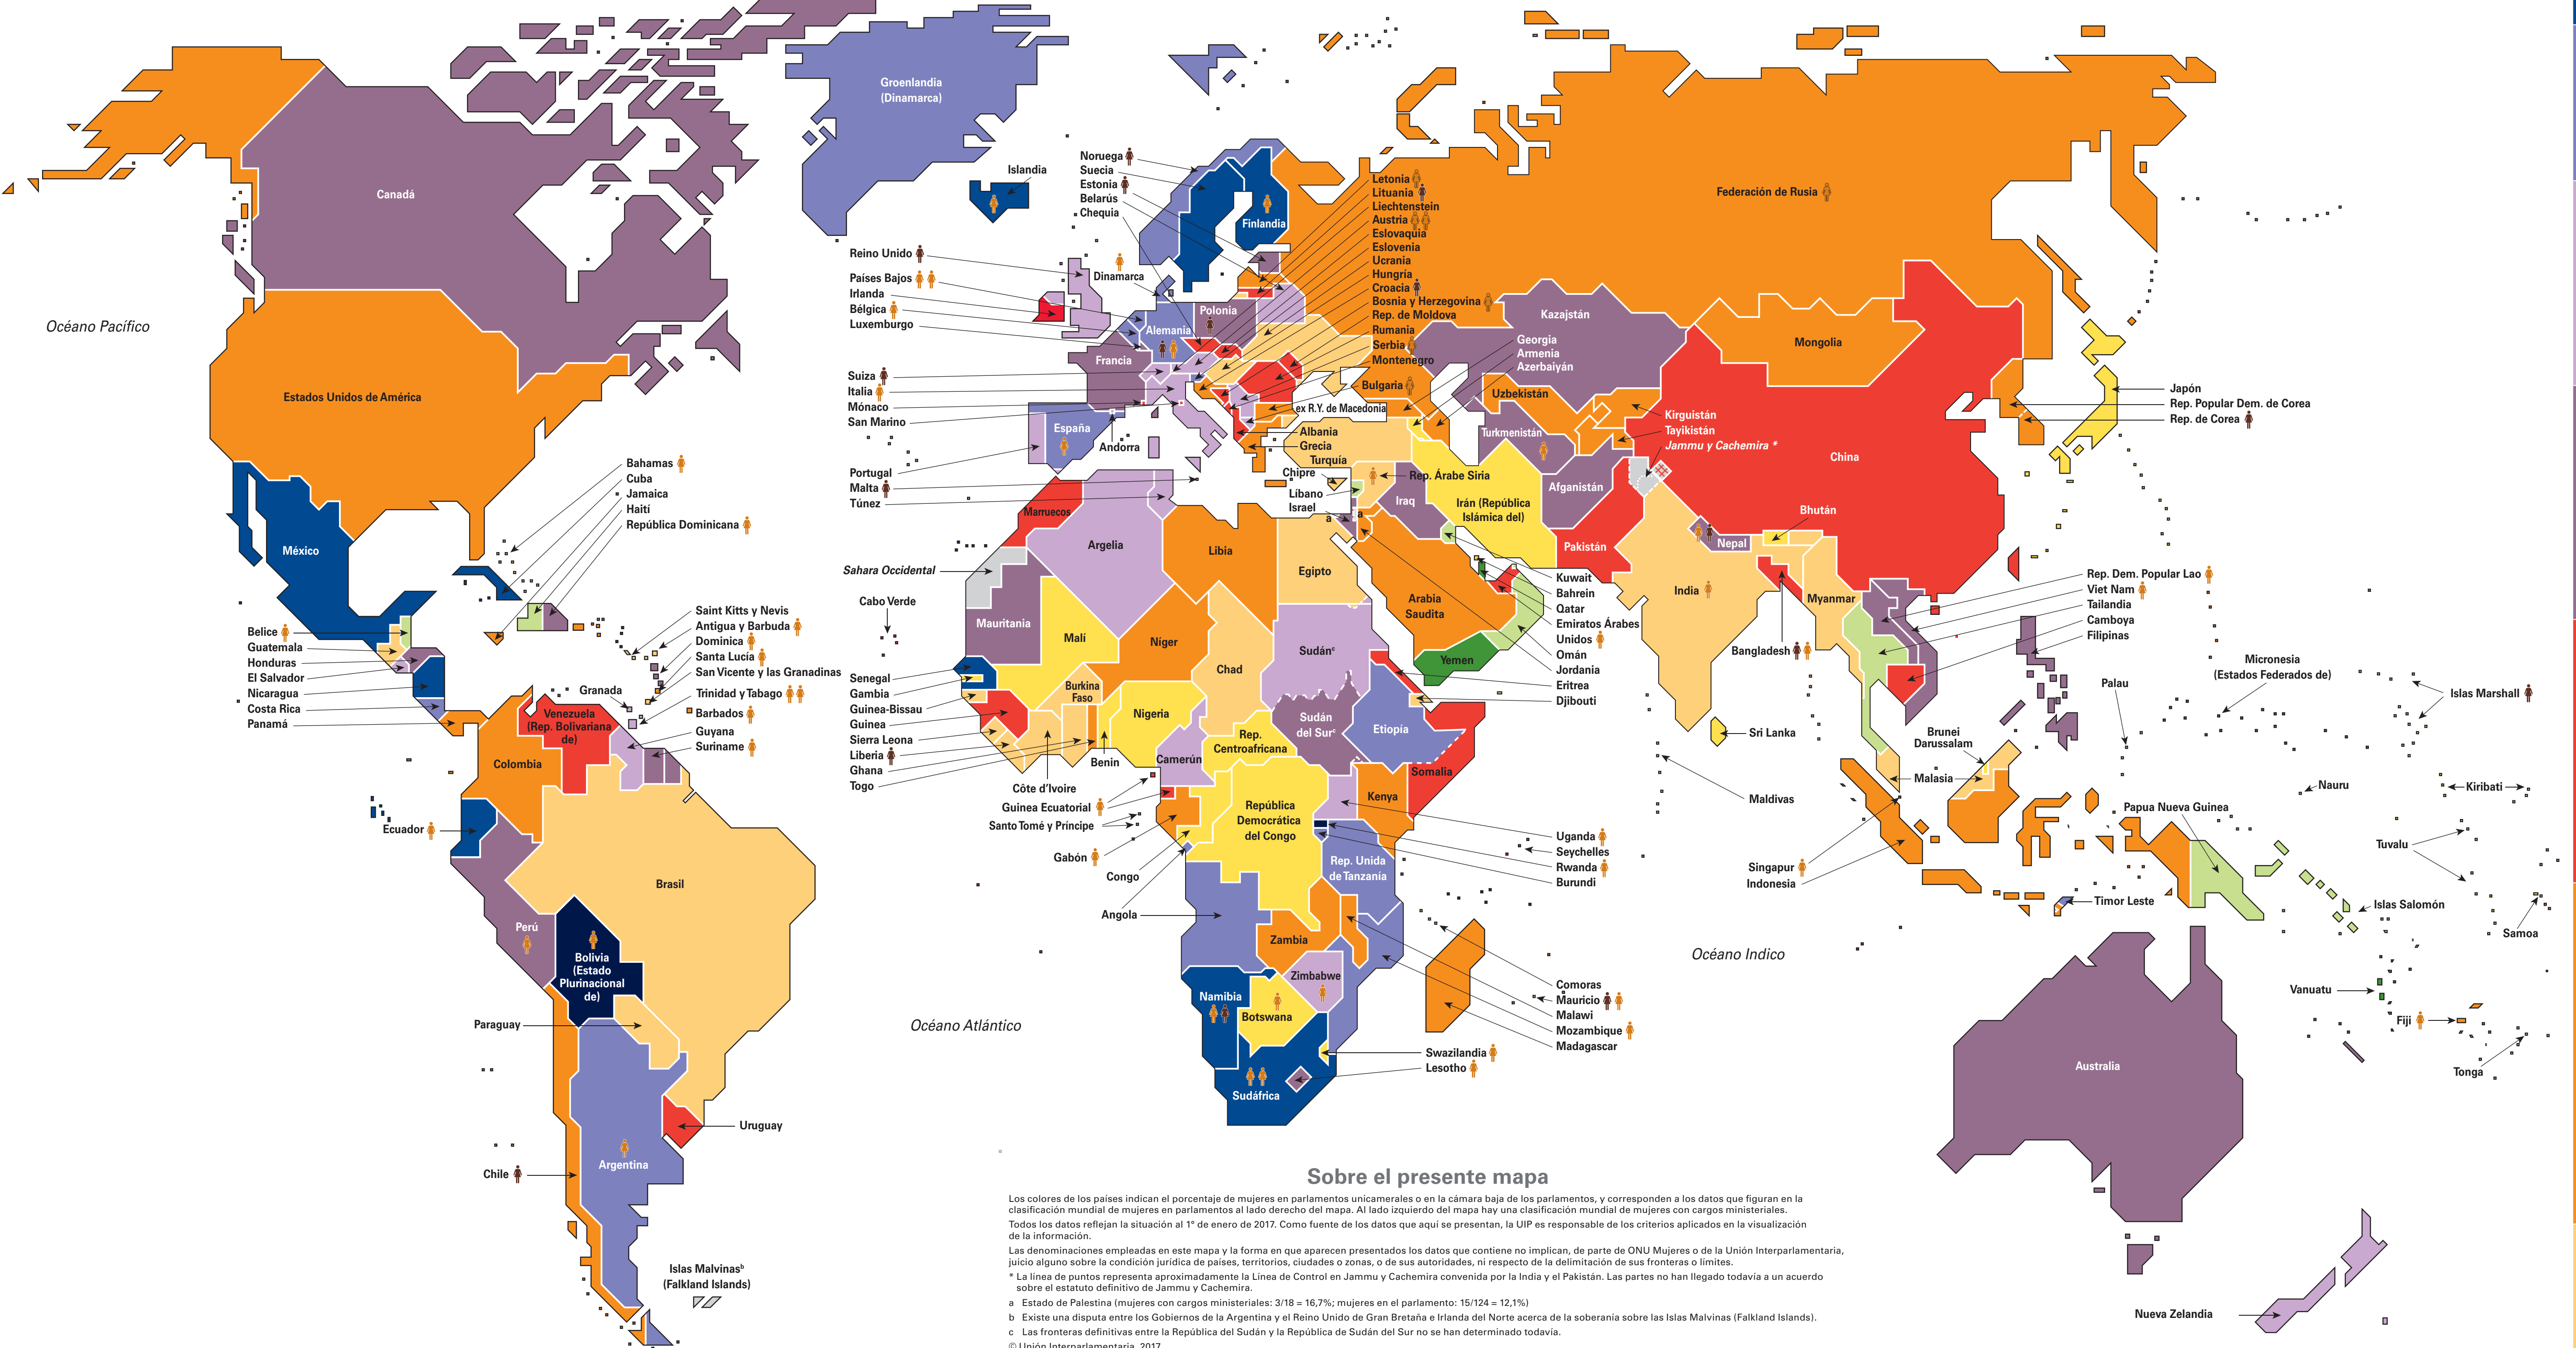 Groenlandia
(Dinamarca)
Canadá
Islandia
Noruega
Suecia
Estonia
Belarús
Chequia
Finlandia
Letonia
Lituania
Liechtenstein
Austria
Eslovaquia
Eslovenia
Ucrania
Hungría
Croacia
Bosnia y Herzegovina
Rep. de Moldova
Rumania
Serbia
Montenegro
Bulgaria
ex R.Y. de Macedonia
Albania
Grecia
Turquía
Federación de Rusia
Reino Unido
Países Bajos
Irlanda
Bélgica
Luxemburgo
Dinamarca
Polonia
Alemania
Francia
Suiza
Italia
Mónaco
San Marino
España
Andorra
Portugal
Malta
Túnez
Océano Pacífico
Estados Unidos de América
Kazajstán
Mongolia
Georgia
Armenia
Azerbaiyán
Uzbekistán
Turkmenistán
Kirguistán
Tayikistán
Jammu y Cachemira *
China
Japón
Rep. Popular Dem. de Corea
Rep. de Corea
Chipre
Líbano
Israel
a
a
Rep. Árabe Siria
Iraq
Irán (República
Islámica del)
Afganistán
Pakistán
Nepal
Bhután
India
Bangladesh
Myanmar
México
Bahamas
Cuba
Jamaica
Haití
República Dominicana
Belice
Guatemala
Honduras
El Salvador
Nicaragua
Costa Rica
Panamá
Saint Kitts y Nevis
Antigua y Barbuda
Dominica
Santa Lucía
San Vicente y las Granadinas
Granada
Trinidad y Tabago
Barbados
Guyana
Suriname
Venezuela
(Rep. Bolivariana
de)
Colombia
Ecuador
Perú
Brasil
Bolivia
(Estado
Plurinacional
de)
Paraguay
Uruguay
Chile
Argentina
Islas Malvinasᵇ
(Falkland Islands)
Marruecos
Argelia
Libia
Egipto
Sahara Occidental
Cabo Verde
Mauritania
Malí
Níger
Chad
Sudánᶜ
Senegal
Gambia
Guinea-Bissau
Guinea
Sierra Leona
Liberia
Ghana
Togo
Burkina
Faso
Nigeria
Benin
Côte d’Ivoire
Camerún
Rep.
Centroafricana
Sudán
del Surᶜ
Etiopía
Somalia
Kenya
Guinea Ecuatorial
Santo Tomé y Príncipe
Gabón
Congo
Angola
República
Democrática
del Congo
Rep. Unida
de Tanzanía
Zambia
Zimbabwe
Namibia
Botswana
Sudáfrica
Arabia
Saudita
Yemen
Kuwait
Bahrein
Qatar
Emiratos Árabes
Unidos
Omán
Jordania
Eritrea
Djibouti
Uganda
Seychelles
Rwanda
Burundi
Comoras
Mauricio
Malawi
Mozambique
Madagascar
Swazilandia
Lesotho
Océano Atlántico
Océano Indico
Sri Lanka
Maldivas
Rep. Dem. Popular Lao
Viet Nam
Tailandia
Camboya
Filipinas
Brunei
Darussalam
Malasia
Singapur
Indonesia
Palau
Micronesia
(Estados Federados de)
Islas Marshall
Nauru
Kiribati
Papua Nueva Guinea
Tuvalu
Timor Leste
Islas Salomón
Samoa
Vanuatu
Fiji
Tonga
Australia
Nueva Zelandia
Sobre el presente mapa
Los colores de los países indican el porcentaje de mujeres en parlamentos unicamerales o en la cámara baja de los parlamentos, y corresponden a los datos que figuran en la
clasificación mundial de mujeres en parlamentos al lado derecho del mapa. Al lado izquierdo del mapa hay una clasificación mundial de mujeres con cargos ministeriales.
Todos los datos reflejan la situación al 1° de enero de 2017. Como fuente de los datos que aquí se presentan, la UIP es responsable de los criterios aplicados en la visualización
de la información.
Las denominaciones empleadas en este mapa y la forma en que aparecen presentados los datos que contiene no implican, de parte de ONU Mujeres o de la Unión Interparlamentaria,
juicio alguno sobre la condición jurídica de países, territorios, ciudades o zonas, o de sus autoridades, ni respecto de la delimitación de sus fronteras o límites.
* La línea de puntos representa aproximadamente la Línea de Control en Jammu y Cachemira convenida por la India y el Pakistán. Las partes no han llegado todavía a un acuerdo
sobre el estatuto definitivo de Jammu y Cachemira.
a Estado de Palestina (mujeres con cargos ministeriales: 3/18 = 16,7%; mujeres en el parlamento: 15/124 = 12,1%)
b Existe una disputa entre los Gobiernos de la Argentina y el Reino Unido de Gran Bretaña e Irlanda del Norte acerca de la soberanía sobre las Islas Malvinas (Falkland Islands).
c Las fronteras definitivas entre la República del Sudán y la República de Sudán del Sur no se han determinado todavía.
© Unión Interparlamentaria, 2017